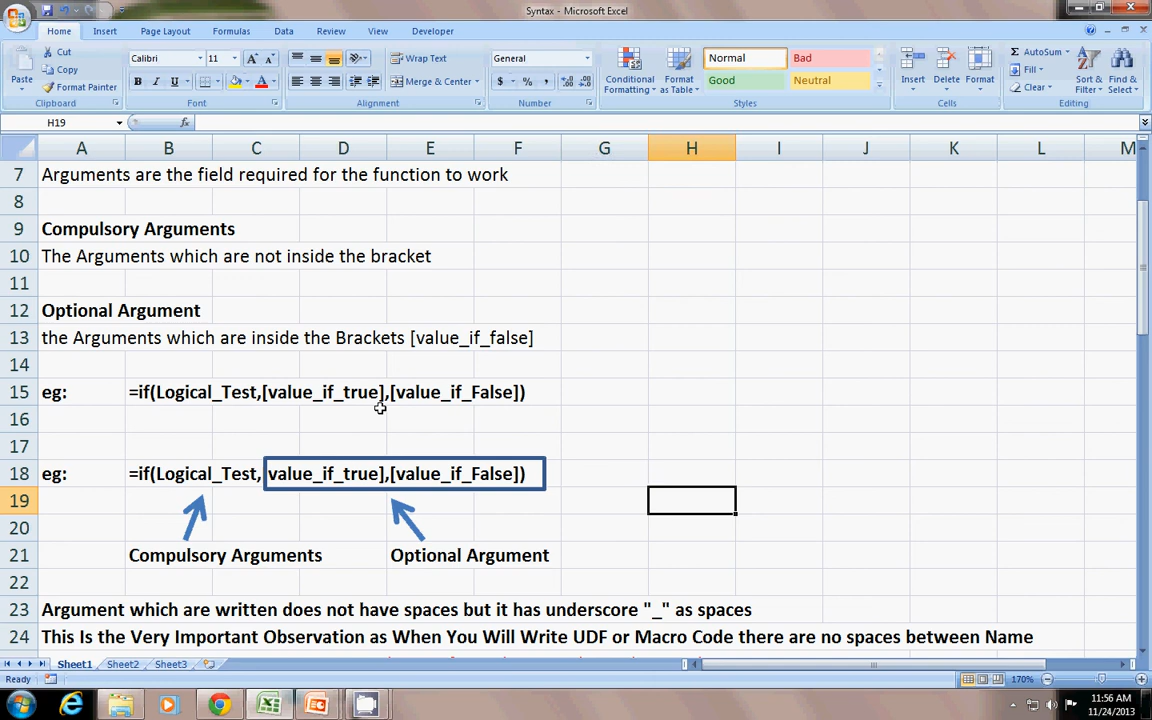 Syntax - Microsoft Excel
Home Insert Page Layout Formulas Data Review View Developer
Paste Cut Copy Format Painter Clipboard
Calibri 11 A A B I U A Font
Wrap Text Merge & Center Alignment
General $ % , Number
Conditional Formatting Format as Table Normal Bad Good Neutral Styles
Insert Delete Format Cells
Σ AutoSum Fill Clear Sort & Filter Find & Select Editing
H19 fx
A B C D E F G H I J K L M
7 Arguments are the field required for the function to work
8
9 Compulsory Arguments
10 The Arguments which are not inside the bracket
11
12 Optional Argument
13 the Arguments which are inside the Brackets [value_if_false]
14
15 eg: =if(Logical_Test,[value_if_true],[value_if_False])
16
17
18 eg: =if(Logical_Test, value_if_true],[value_if_False])
19
20
21 Compulsory Arguments Optional Argument
22
23 Argument which are written does not have spaces but it has underscore "_" as spaces
24 This Is the Very Important Observation as When You Will Write UDF or Macro Code there are no spaces between Name
Sheet1 Sheet2 Sheet3
Ready 170%
11:56 AM
11/24/2013